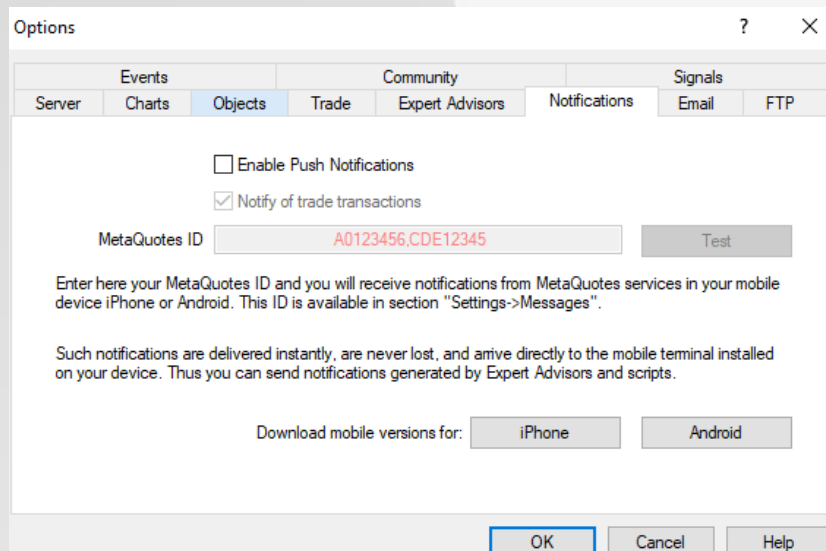 Options
?
Events Community Signals
Server Charts Objects Trade Expert Advisors Notifications Email FTP
Enable Push Notifications
Notify of trade transactions
MetaQuotes ID A0123456,CDE12345 Test
Enter here your MetaQuotes ID and you will receive notifications from MetaQuotes services in your mobile
device iPhone or Android. This ID is available in section "Settings->Messages".
Such notifications are delivered instantly, are never lost, and arrive directly to the mobile terminal installed
on your device. Thus you can send notifications generated by Expert Advisors and scripts.
Download mobile versions for: iPhone Android
OK Cancel Help